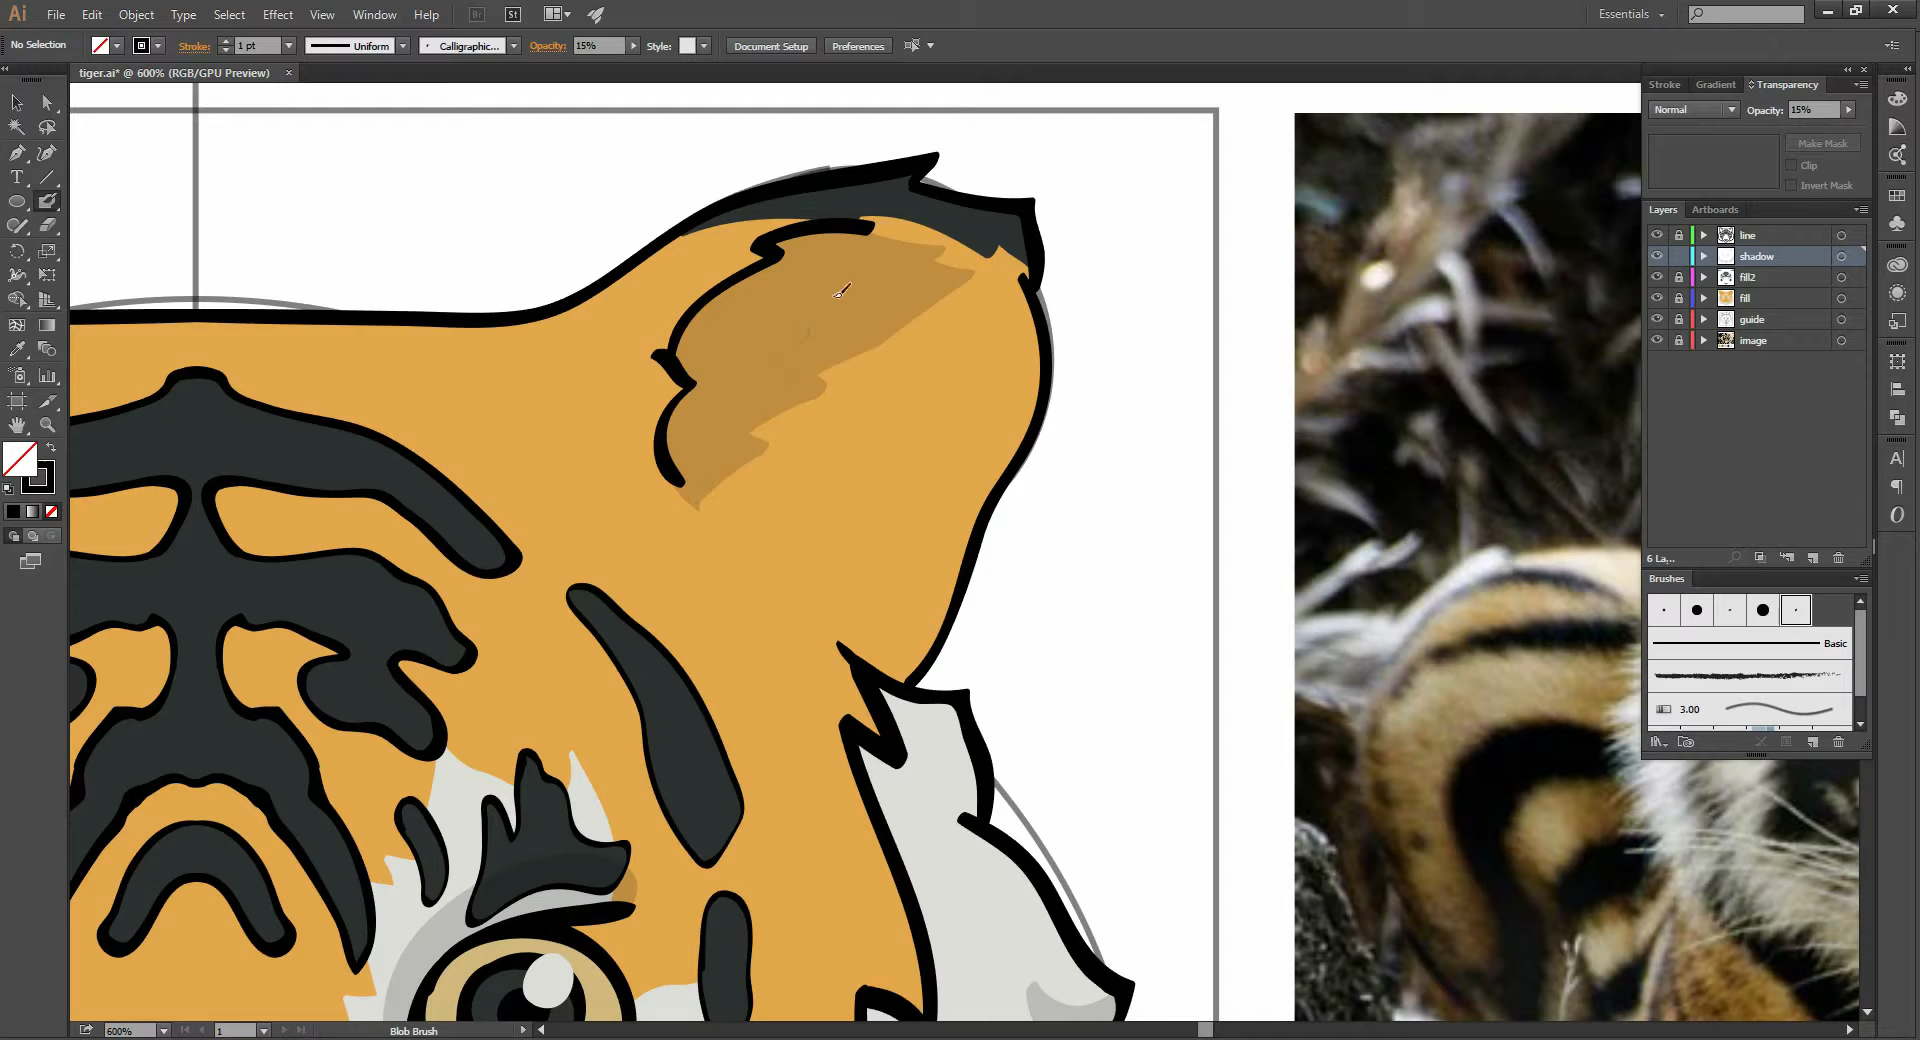 Ai File Edit Object Type Select Effect View Window Help Br St Essentials
No Selection Stroke: 1 pt Uniform Calligraphic... Opacity: 15% Style: Document Setup Preferences
tiger.ai* @ 600% (RGB/GPU Preview)
Stroke Gradient Transparency
Normal Opacity: 15%
Make Mask
Clip
Invert Mask
Layers Artboards
line
shadow
fill2
fill
guide
image
6 La...
Brushes
Basic
3.00
600% 1 Blob Brush